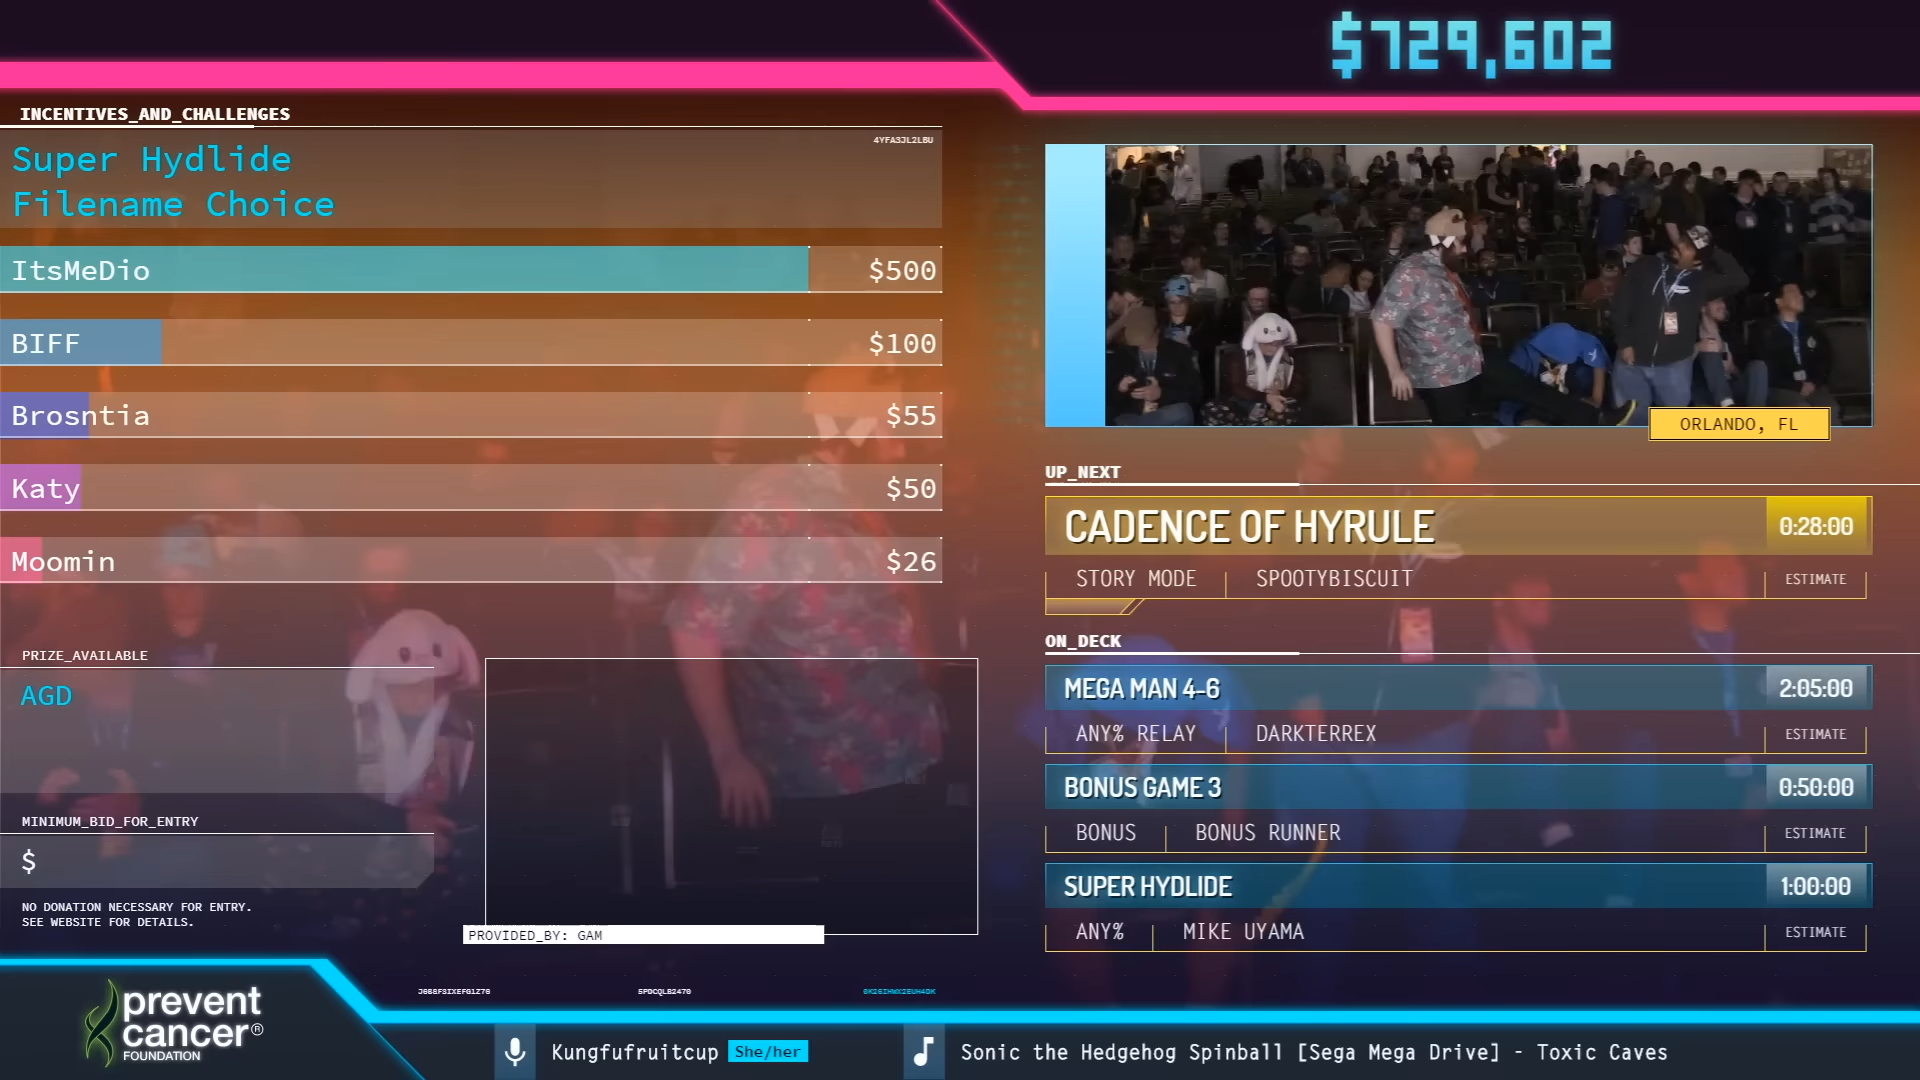 $729,602
INCENTIVES_AND_CHALLENGES
4YFA3JL2LBU
Super Hydlide
Filename Choice
ItsMeDio $500
BIFF $100
Brosntia $55
Katy $50
Moomin $26
PRIZE_AVAILABLE
AGD
MINIMUM_BID_FOR_ENTRY
$
NO DONATION NECESSARY FOR ENTRY.
SEE WEBSITE FOR DETAILS.
PROVIDED_BY: GAM
ORLANDO, FL
UP_NEXT
CADENCE OF HYRULE 0:28:00
STORY MODE SPOOTYBISCUIT ESTIMATE
ON_DECK
MEGA MAN 4-6 2:05:00
ANY% RELAY DARKTERREX ESTIMATE
BONUS GAME 3 0:50:00
BONUS BONUS RUNNER ESTIMATE
SUPER HYDLIDE 1:00:00
ANY% MIKE UYAMA ESTIMATE
5PDCQLB2470
prevent
cancer®
FOUNDATION
Kungfufruitcup She/her
Sonic the Hedgehog Spinball [Sega Mega Drive] - Toxic Caves